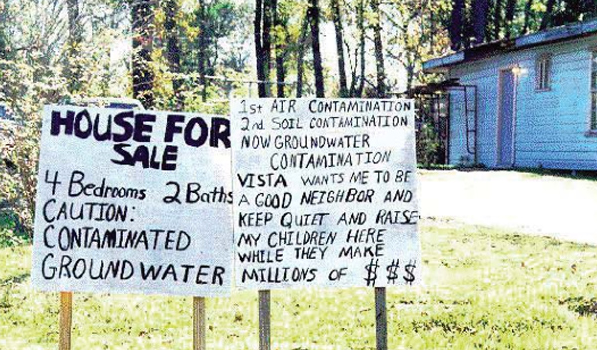 HOUSE FOR
SALE
4 Bedrooms 2 Baths
CAUTION:
CONTAMINATED
GROUNDWATER
1st AIR CONTAMINATION
2nd SOIL CONTAMINATION
NOW GROUNDWATER
CONTAMINATION
VISTA WANTS ME TO BE
A GOOD NEIGHBOR AND
KEEP QUIET AND RAISE
MY CHILDREN HERE
WHILE THEY MAKE
MILLIONS OF $ $ $